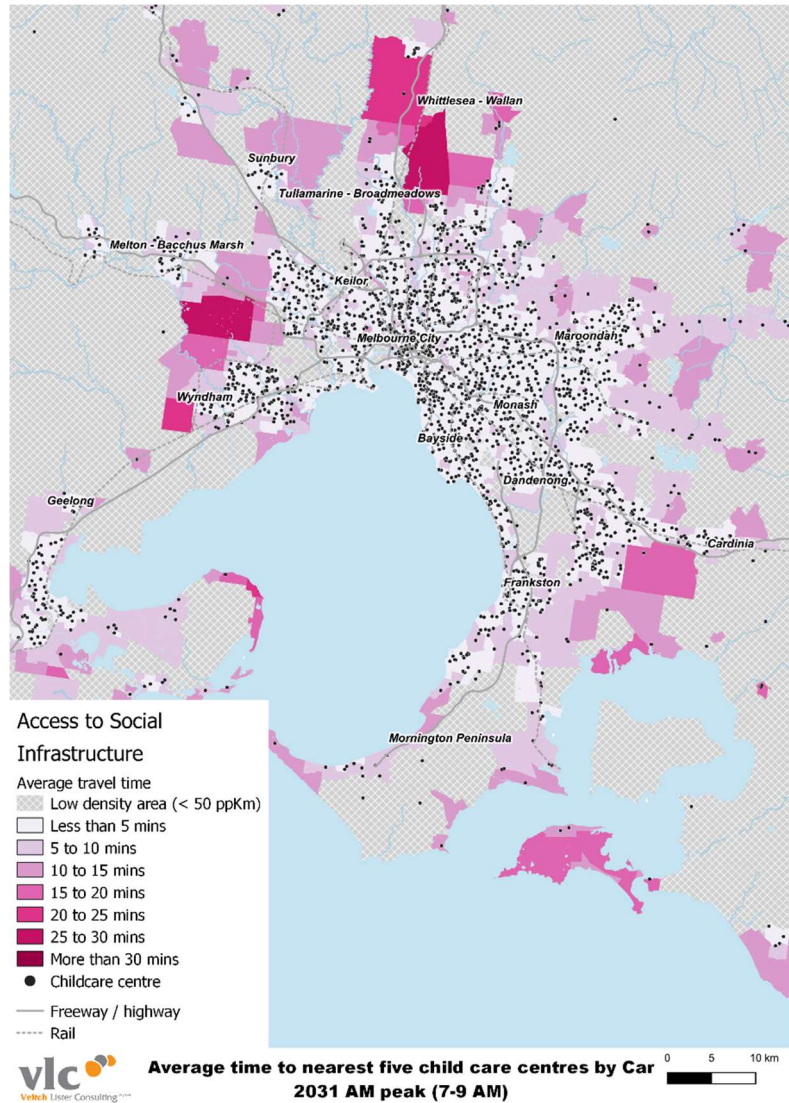 Whittlesea - Wallan
Sunbury
Tullamarine - Broadmeadows
Melton - Bacchus Marsh
Keilor
Melbourne City
Maroondah
Wyndham
Monash
Bayside
Geelong
Dandenong
Cardinia
Frankston
Mornington Peninsula
Access to Social
Infrastructure
Average travel time
Low density area (< 50 ppKm)
Less than 5 mins
5 to 10 mins
10 to 15 mins
15 to 20 mins
20 to 25 mins
25 to 30 mins
More than 30 mins
Childcare centre
Freeway / highway
Rail
vlc
Veitch Lister Consulting
Average time to nearest five child care centres by Car
2031 AM peak (7-9 AM)
0 5 10 km